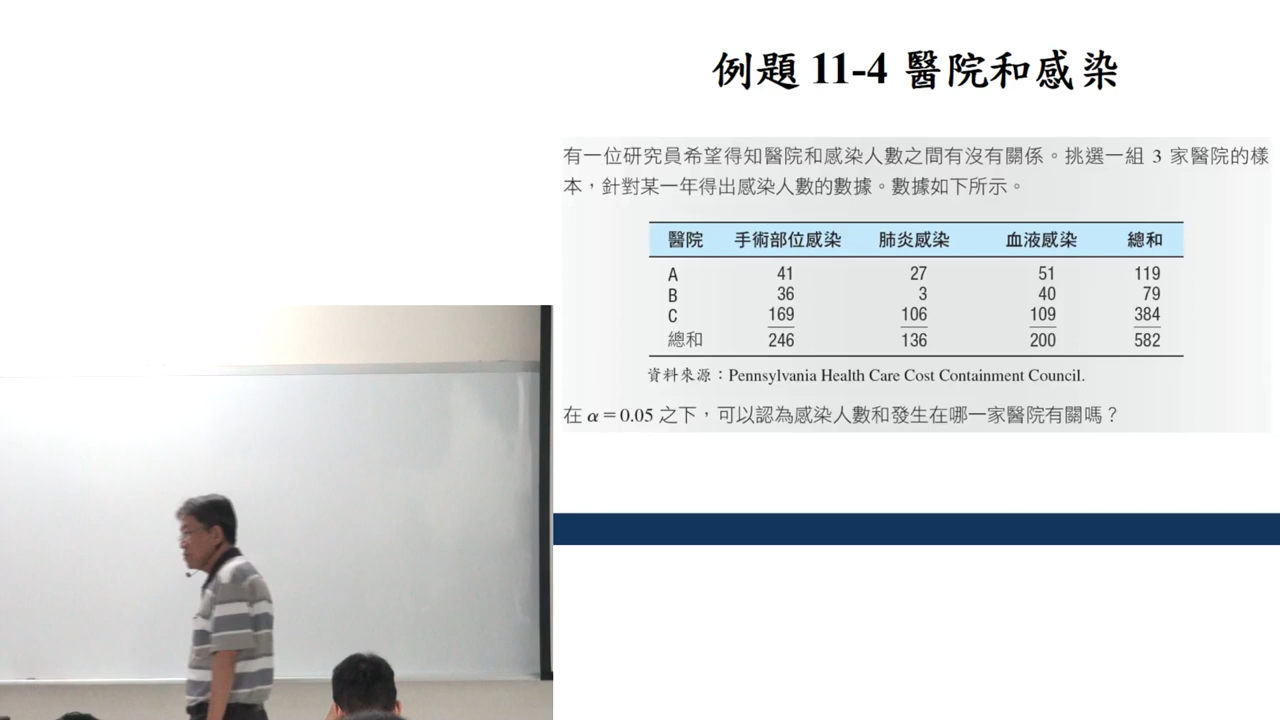 例題 11-4 醫院和感染
有一位研究員希望得知醫院和感染人數之間有沒有關係。挑選一組 3 家醫院的樣
本,針對某一年得出感染人數的數據。數據如下所示。
醫院 手術部位感染 肺炎感染 血液感染 總和
A 41 27 51 119
B 36 3 40 79
C 169 106 109 384
總和 246 136 200 582
資料來源:Pennsylvania Health Care Cost Containment Council.
在 α = 0.05 之下,可以認為感染人數和發生在哪一家醫院有關嗎?